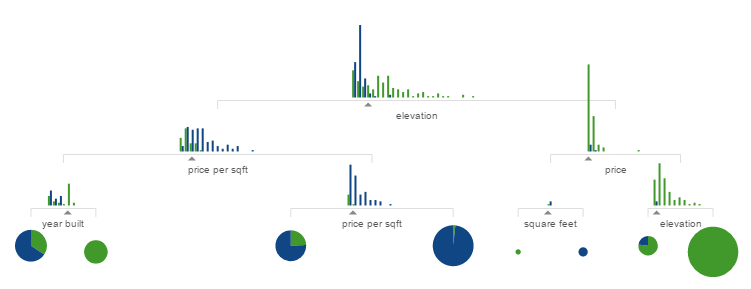 elevation
price per sqft
price
year built
price per sqft
square feet
elevation